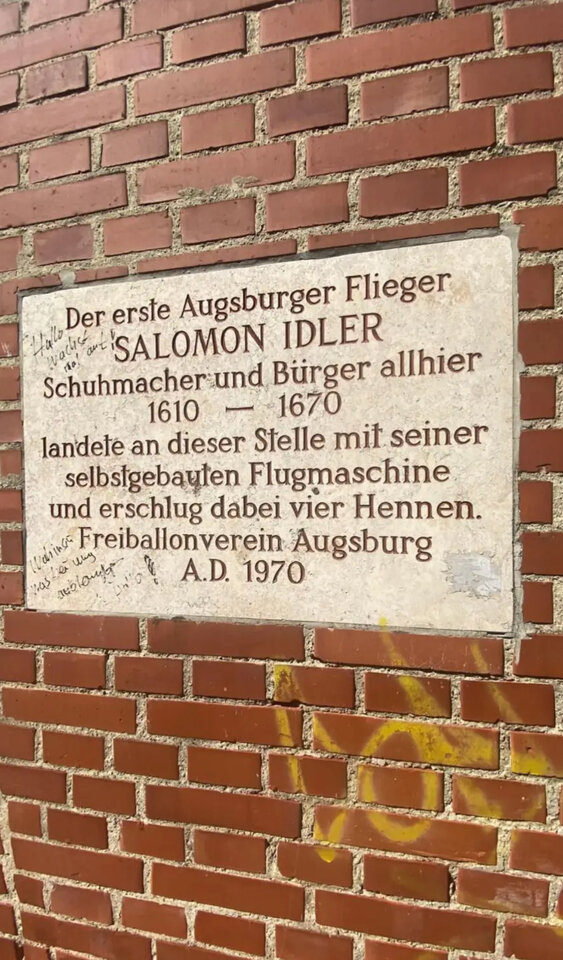 Der erste Augsburger Flieger
SALOMON IDLER
Schuhmacher und Bürger allhier
1610 — 1670
landete an dieser Stelle mit seiner
selbstgebauten Flugmaschine
und erschlug dabei vier Hennen.
Freiballonverein Augsburg
A.D. 1970
Hallo